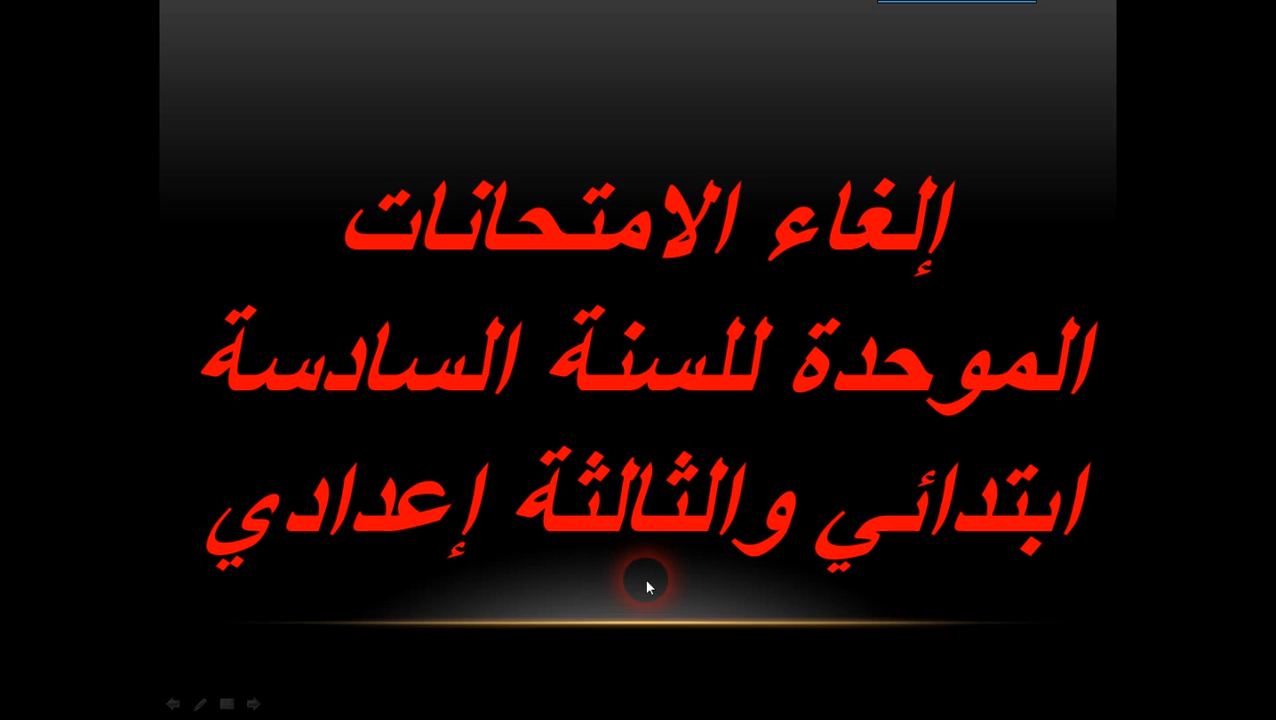 إلغاء الامتحانات
الموحدة للسنة السادسة
ابتدائي والثالثة إعدادي